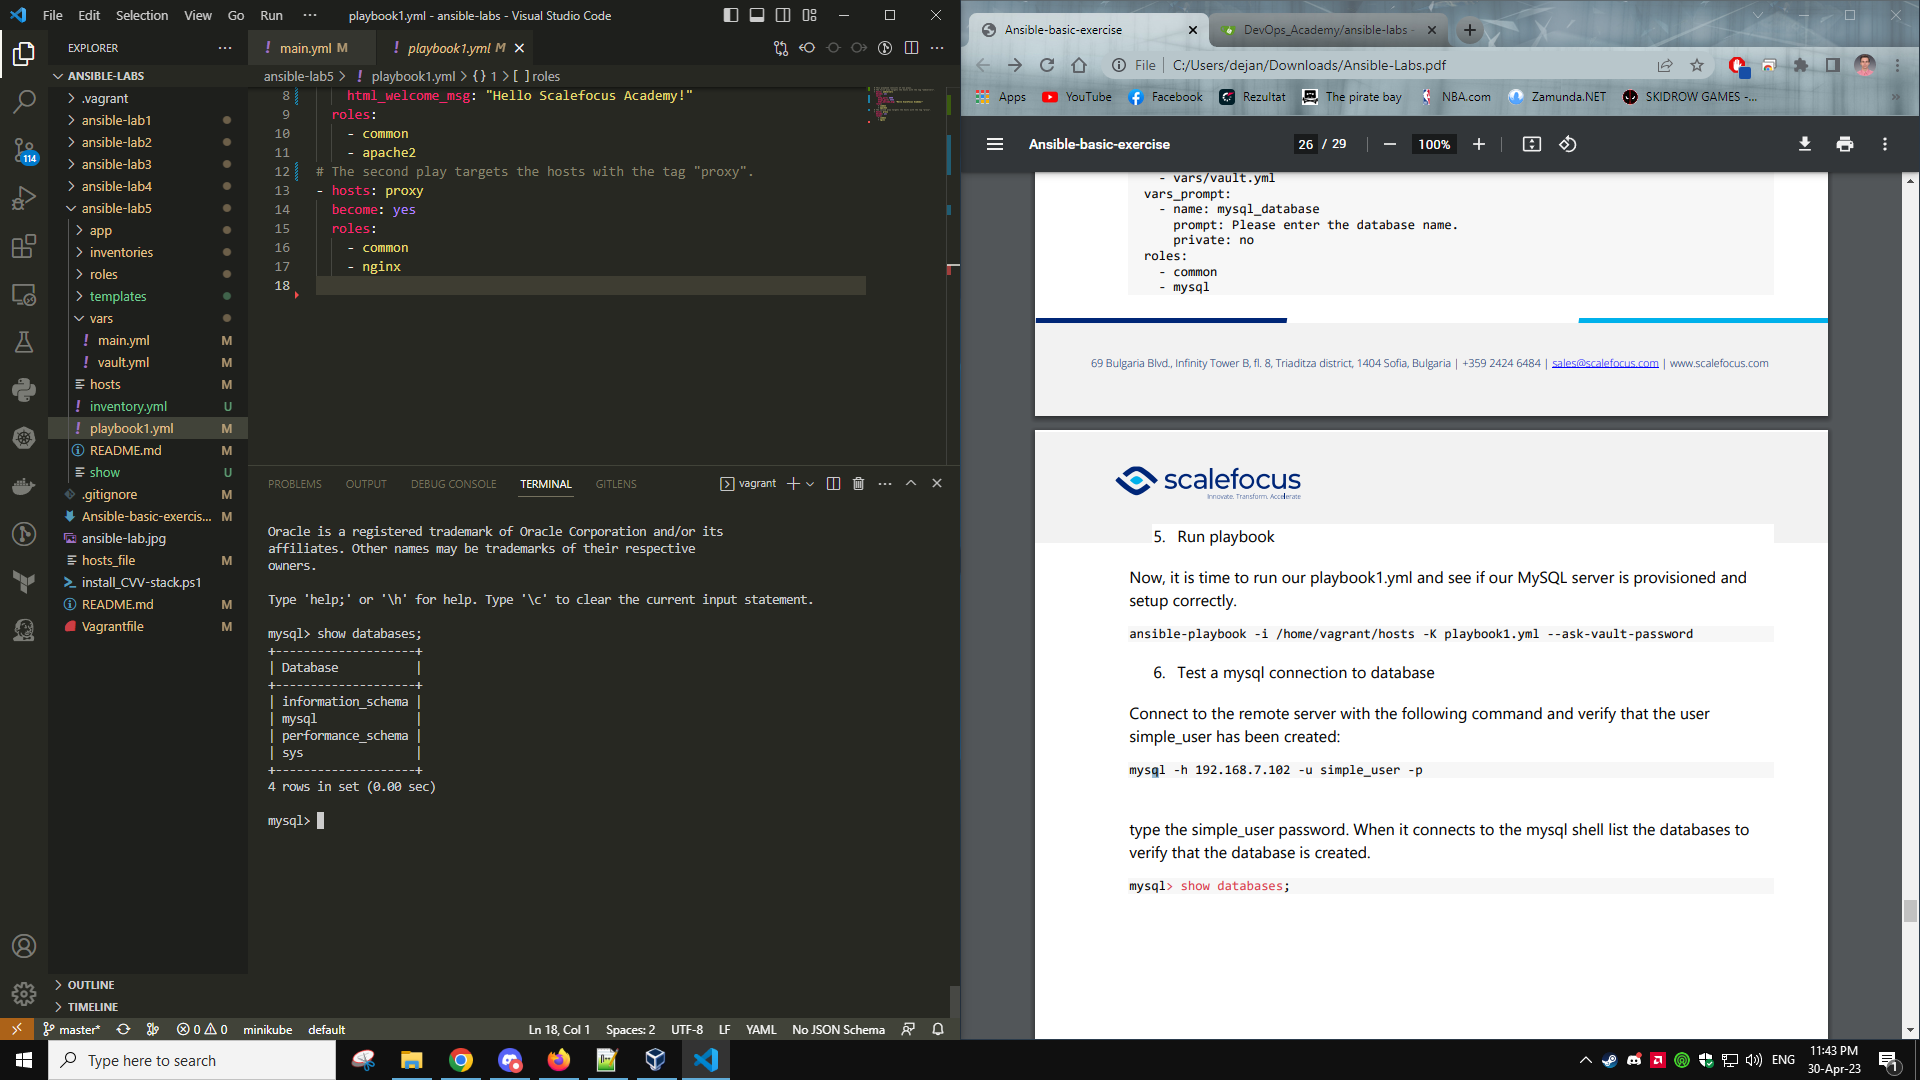 File Edit Selection View Go Run ··· playbook1.yml - ansible-labs - Visual Studio Code
EXPLORER
ANSIBLE-LABS
.vagrant
ansible-lab1
ansible-lab2
ansible-lab3
ansible-lab4
ansible-lab5
app
inventories
roles
templates
vars
! main.yml M
! vault.yml M
hosts M
! inventory.yml U
! playbook1.yml M
README.md M
show U
.gitignore M
Ansible-basic-exercis... M
ansible-lab.jpg
hosts_file M
install_CVV-stack.ps1
README.md M
Vagrantfile M
OUTLINE
TIMELINE
114
! main.yml M
! playbook1.yml M
ansible-lab5 > ! playbook1.yml > {} 1 > [ ] roles
8 html_welcome_msg: "Hello Scalefocus Academy!"
9 roles:
10 - common
11 - apache2
12 # The second play targets the hosts with the tag "proxy".
13 - hosts: proxy
14 become: yes
15 roles:
16 - common
17 - nginx
18
PROBLEMS OUTPUT DEBUG CONSOLE TERMINAL GITLENS vagrant
Oracle is a registered trademark of Oracle Corporation and/or its
affiliates. Other names may be trademarks of their respective
owners.
Type 'help;' or '\h' for help. Type '\c' to clear the current input statement.
mysql> show databases;
+--------------------+
| Database           |
+--------------------+
| information_schema |
| mysql              |
| performance_schema |
| sys                |
+--------------------+
4 rows in set (0.00 sec)
mysql>
master* 0 0 minikube default Ln 18, Col 1 Spaces: 2 UTF-8 LF YAML No JSON Schema
Ansible-basic-exercise
DevOps_Academy/ansible-labs -
File | C:/Users/dejan/Downloads/Ansible-Labs.pdf
Apps YouTube Facebook Rezultat The pirate bay NBA.com Zamunda.NET SKIDROW GAMES -...
Ansible-basic-exercise 26 / 29 100%
- vars/vault.yml
vars_prompt:
- name: mysql_database
prompt: Please enter the database name.
private: no
roles:
- common
- mysql
69 Bulgaria Blvd., Infinity Tower B, fl. 8, Triaditza district, 1404 Sofia, Bulgaria | +359 2424 6484 | sales@scalefocus.com | www.scalefocus.com
scalefocus
Innovate. Transform. Accelerate
5. Run playbook
Now, it is time to run our playbook1.yml and see if our MySQL server is provisioned and
setup correctly.
ansible-playbook -i /home/vagrant/hosts -K playbook1.yml --ask-vault-password
6. Test a mysql connection to database
Connect to the remote server with the following command and verify that the user
simple_user has been created:
mysql -h 192.168.7.102 -u simple_user -p
type the simple_user password. When it connects to the mysql shell list the databases to
verify that the database is created.
mysql> show databases;
Type here to search
ENG
11:43 PM
30-Apr-23
1